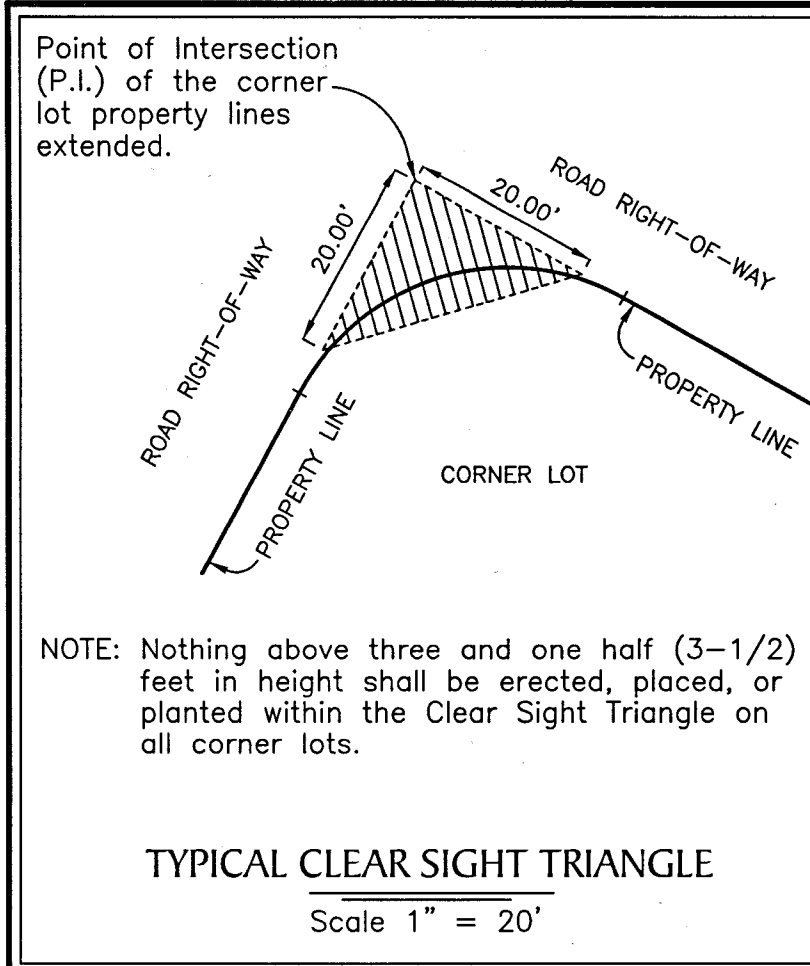 Point of Intersection
(P.I.) of the corner
lot property lines
extended.
20.00'
20.00'
ROAD RIGHT-OF-WAY
ROAD RIGHT-OF-WAY
PROPERTY LINE
PROPERTY LINE
CORNER LOT
NOTE: Nothing above three and one half (3-1/2)
feet in height shall be erected, placed, or
planted within the Clear Sight Triangle on
all corner lots.
TYPICAL CLEAR SIGHT TRIANGLE
Scale 1" = 20'